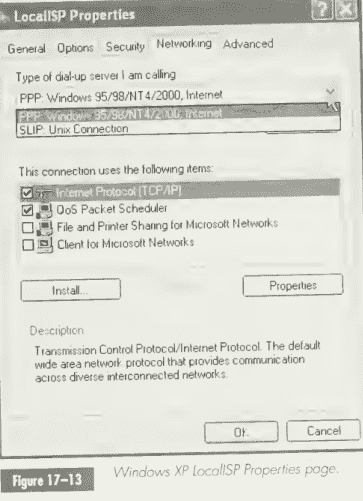 LocalISP Properties
General Options Security Networking Advanced
Type of dial-up server I am calling
PPP: Windows 95/98/NT4/2000, Internet
PPP: Windows 95/98/NT4/2000, Internet
SLIP: Unix Connection
This connection uses the following items:
Internet Protocol (TCP/IP)
QoS Packet Scheduler
File and Printer Sharing for Microsoft Networks
Client for Microsoft Networks
Install... Properties
Description
Transmission Control Protocol/Internet Protocol. The default
wide area network protocol that provides communication
across diverse interconnected networks.
OK Cancel
Figure 17–13 Windows XP LocalISP Properties page.